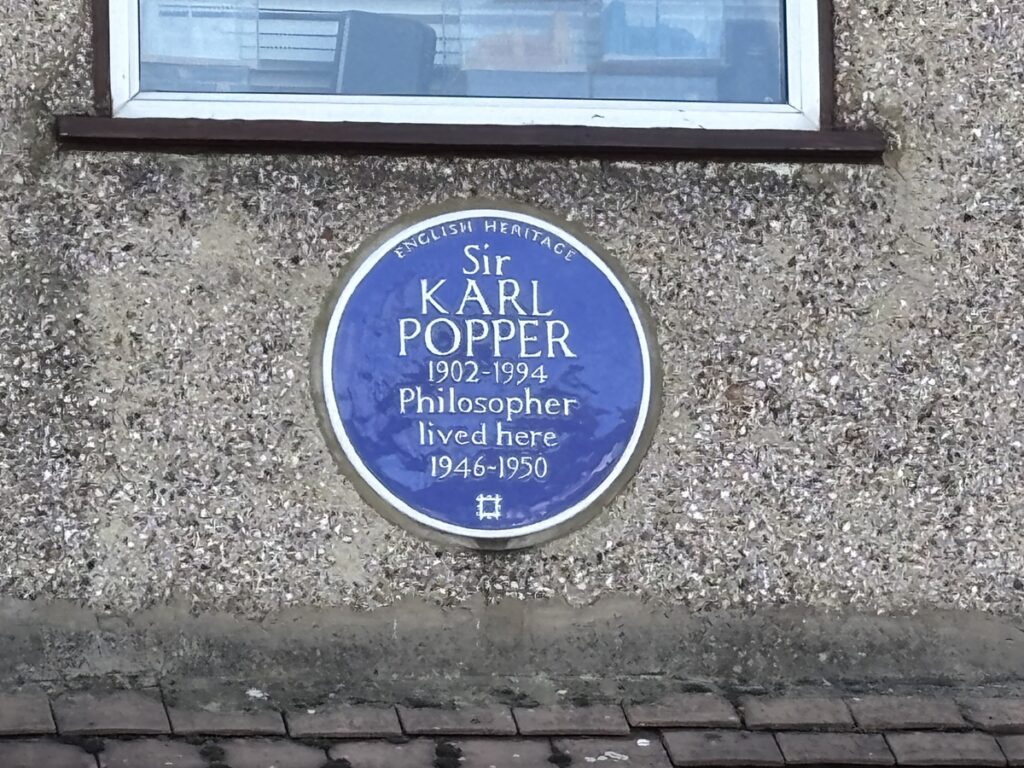 ENGLISH HERITAGE
Sir
KARL
POPPER
1902-1994
Philosopher
lived here
1946-1950